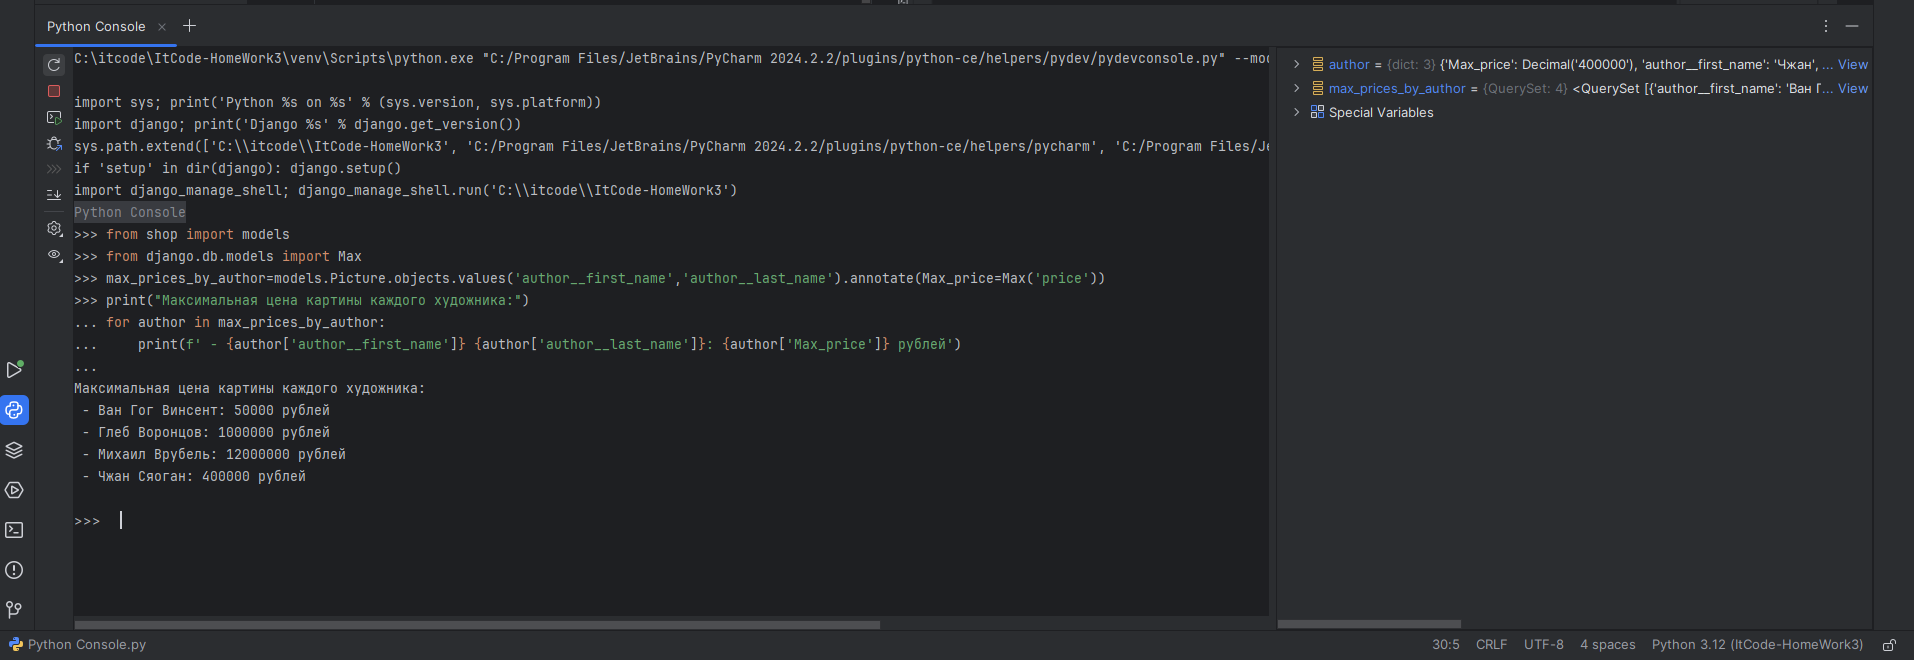 Python Console
C:\itcode\ItCode-HomeWork3\venv\Scripts\python.exe "C:/Program Files/JetBrains/PyCharm 2024.2.2/plugins/python-ce/helpers/pydev/pydevconsole.py" --mod
import sys; print('Python %s on %s' % (sys.version, sys.platform))
import django; print('Django %s' % django.get_version())
sys.path.extend(['C:\\itcode\\ItCode-HomeWork3', 'C:/Program Files/JetBrains/PyCharm 2024.2.2/plugins/python-ce/helpers/pycharm', 'C:/Program Files/Je
if 'setup' in dir(django): django.setup()
import django_manage_shell; django_manage_shell.run('C:\\itcode\\ItCode-HomeWork3')
Python Console
>>> from shop import models
>>> from django.db.models import Max
>>> max_prices_by_author=models.Picture.objects.values('author__first_name','author__last_name').annotate(Max_price=Max('price'))
>>> print("Максимальная цена картины каждого художника:")
... for author in max_prices_by_author:
...     print(f' - {author['author__first_name']} {author['author__last_name']}: {author['Max_price']} рублей')
...
Максимальная цена картины каждого художника:
 - Ван Гог Винсент: 50000 рублей
 - Глеб Воронцов: 1000000 рублей
 - Михаил Врубель: 12000000 рублей
 - Чжан Сяоган: 400000 рублей
>>>
author = {dict: 3} {'Max_price': Decimal('400000'), 'author__first_name': 'Чжан', ... View
max_prices_by_author = {QuerySet: 4} <QuerySet [{'author__first_name': 'Ван Г... View
Special Variables
Python Console.py
30:5 CRLF UTF-8 4 spaces Python 3.12 (ItCode-HomeWork3)